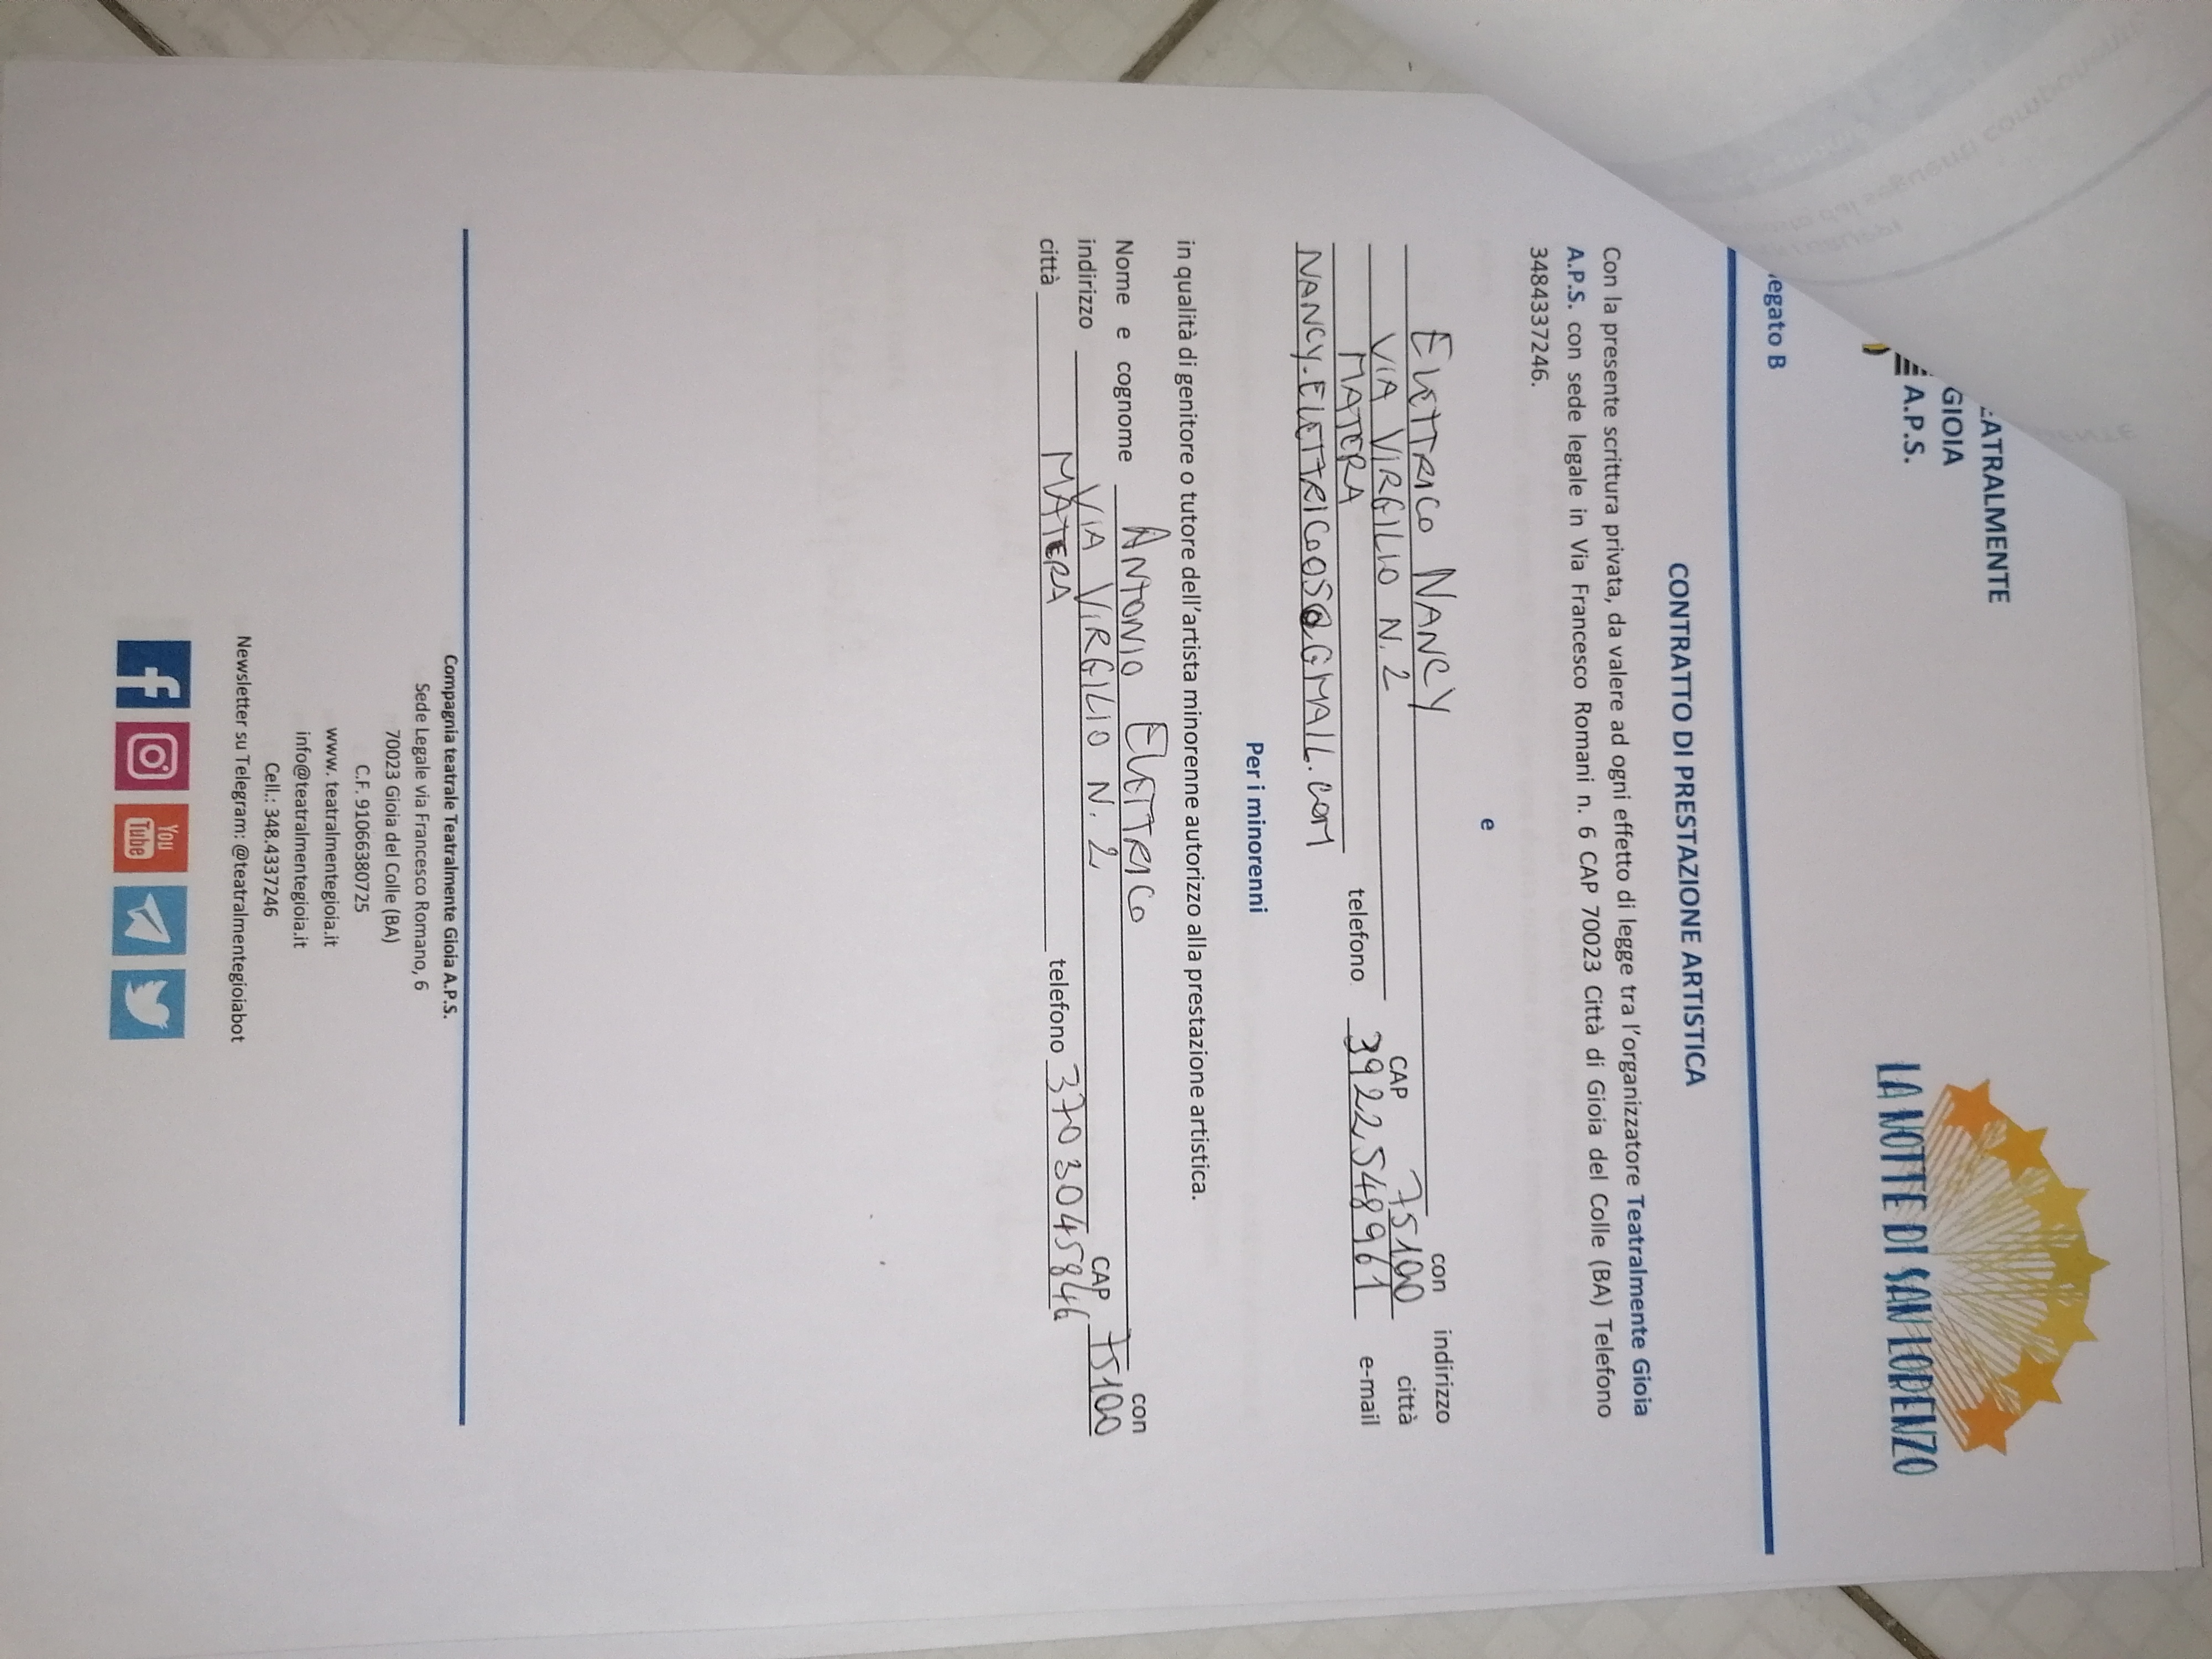 EATRALMENTE
GIOIA
A.P.S.
LA NOTTE DI SAN LORENZO
legato B
CONTRATTO DI PRESTAZIONE ARTISTICA
Con la presente scrittura privata, da valere ad ogni effetto di legge tra l'organizzatore Teatralmente Gioia
A.P.S. con sede legale in Via Francesco Romani n. 6 CAP 70023 Città di Gioia del Colle (BA) Telefono
3484337246.
e
ELETTRICO NANCY con indirizzo
VIA VIRGILIO N. 2 CAP 75100 città
MATERA telefono 3922548961 e-mail
NANCY.ELETTRICO05@GMAIL.COM
Per i minorenni
in qualità di genitore o tutore dell'artista minorenne autorizzo alla prestazione artistica.
Nome e cognome ANTONIO ELETTRICO con
indirizzo VIA VIRGILIO N. 2 CAP 75100
città MATERA telefono 3703045846
Compagnia teatrale Teatralmente Gioia A.P.S.
Sede Legale via Francesco Romano, 6
70023 Gioia del Colle (BA)
C.F. 91066380725
www. teatralmentegioia.it
info@teatralmentegioia.it
Cell.: 348.4337246
Newsletter su Telegram: @teatralmentegioiabot
You
Tube